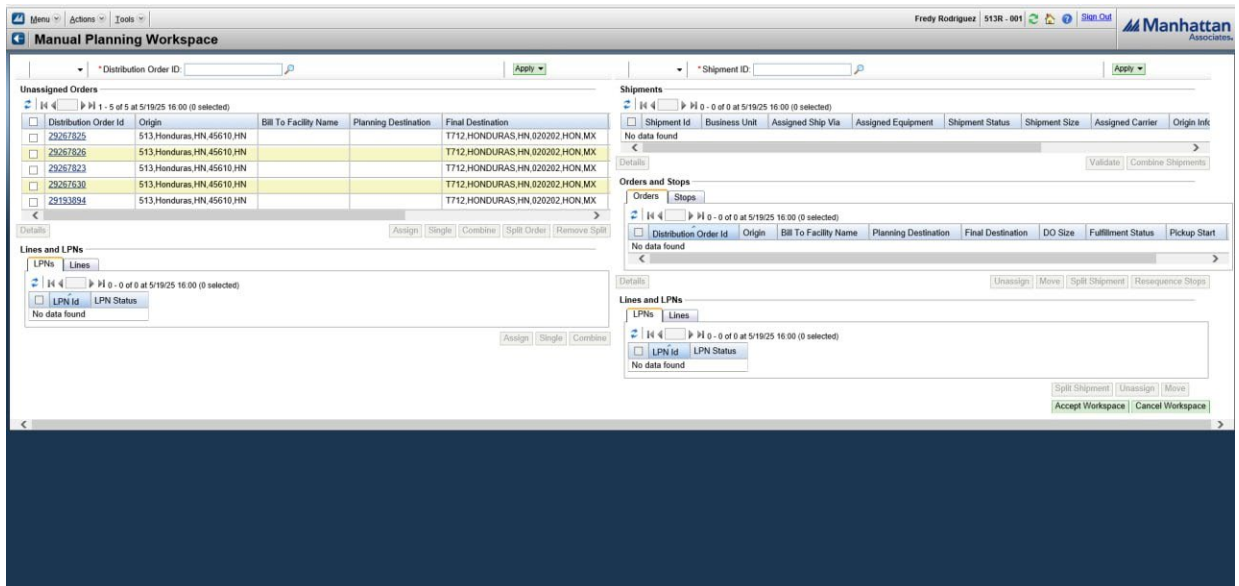 Menu Actions Tools Fredy Rodriguez 513R - 001 Sign Out
Manhattan Associates.
Manual Planning Workspace
*Distribution Order ID: Apply
Unassigned Orders
1 - 5 of 5 at 5/19/25 16:00 (0 selected)
Distribution Order Id Origin Bill To Facility Name Planning Destination Final Destination
29267825 513,Honduras,HN,45610,HN T712,HONDURAS,HN,020202,HON,MX
29267826 513,Honduras,HN,45610,HN T712,HONDURAS,HN,020202,HON,MX
29267823 513,Honduras,HN,45610,HN T712,HONDURAS,HN,020202,HON,MX
29267630 513,Honduras,HN,45610,HN T712,HONDURAS,HN,020202,HON,MX
29193894 513,Honduras,HN,45610,HN T712,HONDURAS,HN,020202,HON,MX
Details Assign Single Combine Split Order Remove Split
Lines and LPNs
LPNs Lines
0 - 0 of 0 at 5/19/25 16:00 (0 selected)
LPN Id LPN Status
No data found
Assign Single Combine
*Shipment ID: Apply
Shipments
0 - 0 of 0 at 5/19/25 16:00 (0 selected)
Shipment Id Business Unit Assigned Ship Via Assigned Equipment Shipment Status Shipment Size Assigned Carrier Origin Info
No data found
Details Validate Combine Shipments
Orders and Stops
Orders Stops
0 - 0 of 0 at 5/19/25 16:00 (0 selected)
Distribution Order Id Origin Bill To Facility Name Planning Destination Final Destination DO Size Fulfillment Status Pickup Start
No data found
Details Unassign Move Split Shipment Resequence Stops
Lines and LPNs
LPNs Lines
0 - 0 of 0 at 5/19/25 16:00 (0 selected)
LPN Id LPN Status
No data found
Split Shipment Unassign Move
Accept Workspace Cancel Workspace